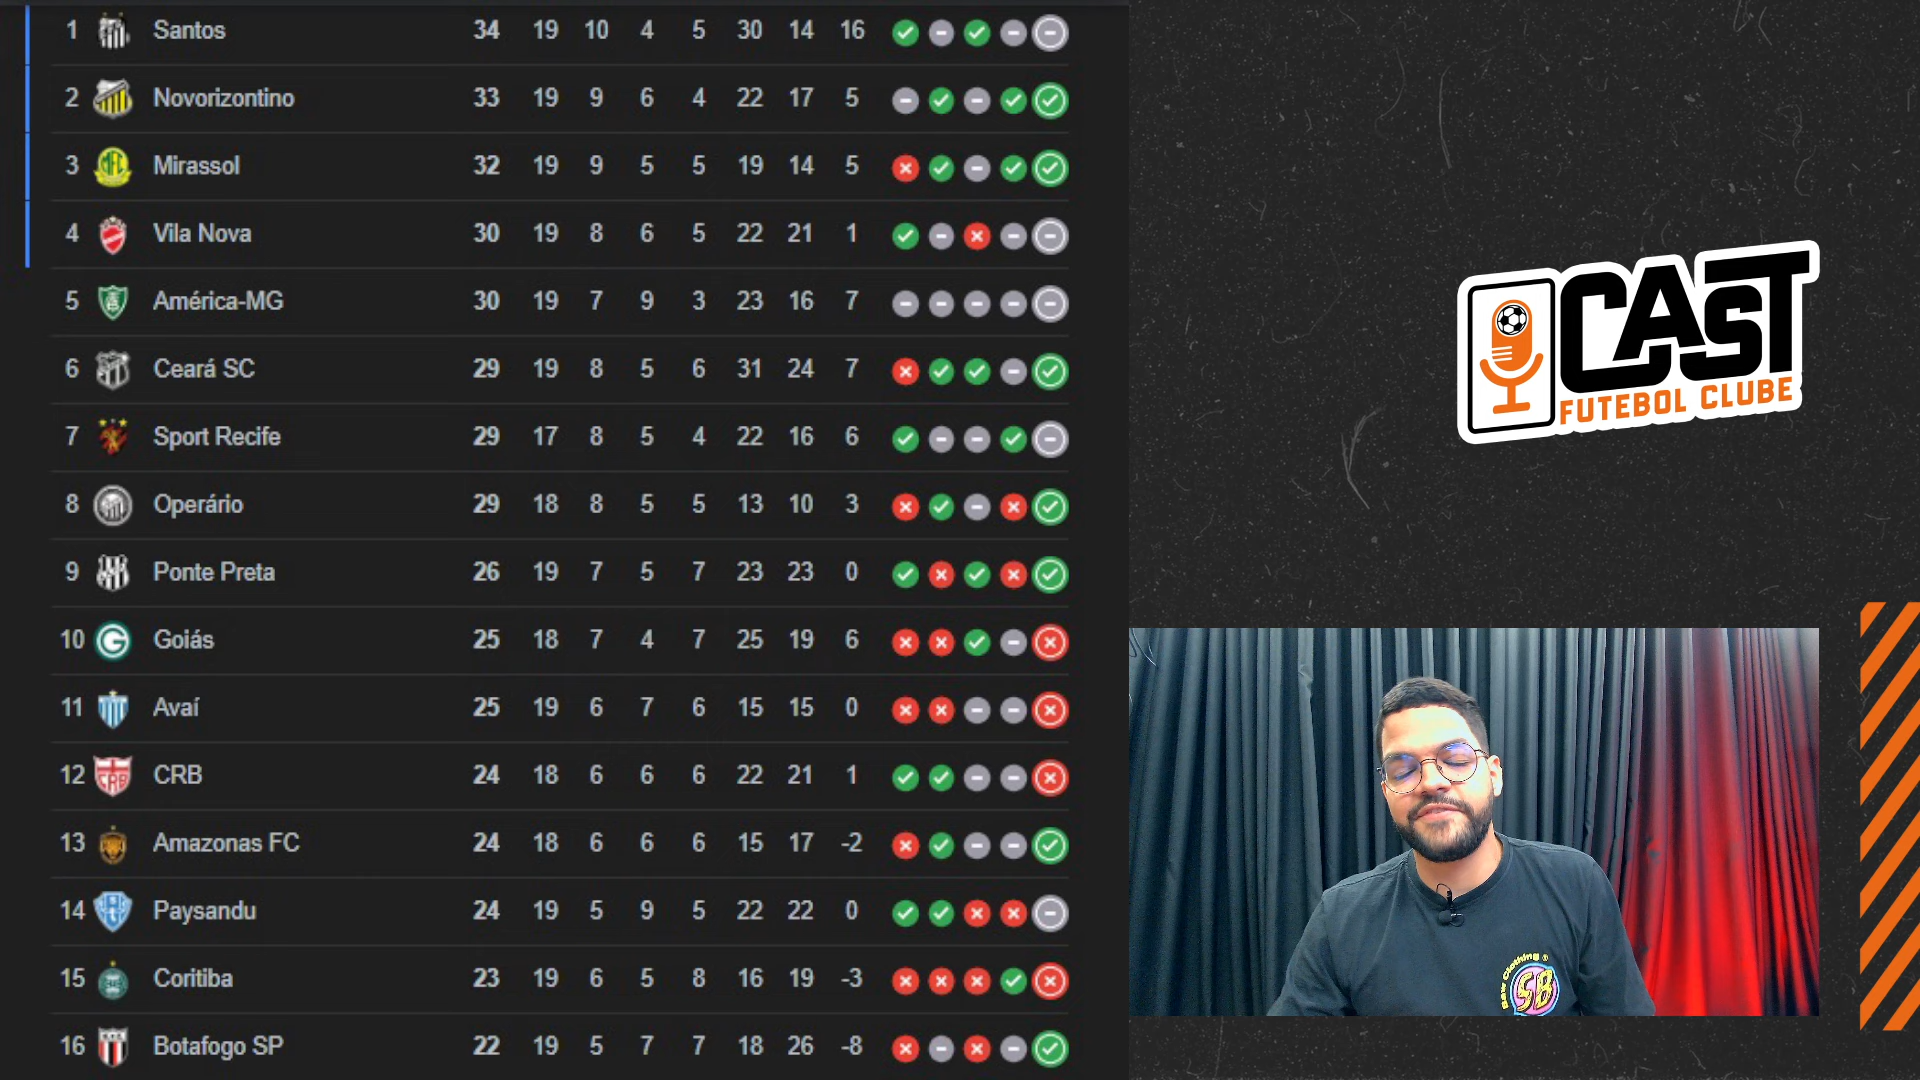 1 Santos 34 19 10 4 5 30 14 16
2 Novorizontino 33 19 9 6 4 22 17 5
3 Mirassol 32 19 9 5 5 19 14 5
4 Vila Nova 30 19 8 6 5 22 21 1
5 América-MG 30 19 7 9 3 23 16 7
6 Ceará SC 29 19 8 5 6 31 24 7
7 Sport Recife 29 17 8 5 4 22 16 6
8 Operário 29 18 8 5 5 13 10 3
9 Ponte Preta 26 19 7 5 7 23 23 0
10 Goiás 25 18 7 4 7 25 19 6
11 Avaí 25 19 6 7 6 15 15 0
12 CRB 24 18 6 6 6 22 21 1
13 Amazonas FC 24 18 6 6 6 15 17 -2
14 Paysandu 24 19 5 9 5 22 22 0
15 Coritiba 23 19 6 5 8 16 19 -3
16 Botafogo SP 22 19 5 7 7 18 26 -8
MFC
G
CRB
CAST
FUTEBOL CLUBE
Clothing
SB